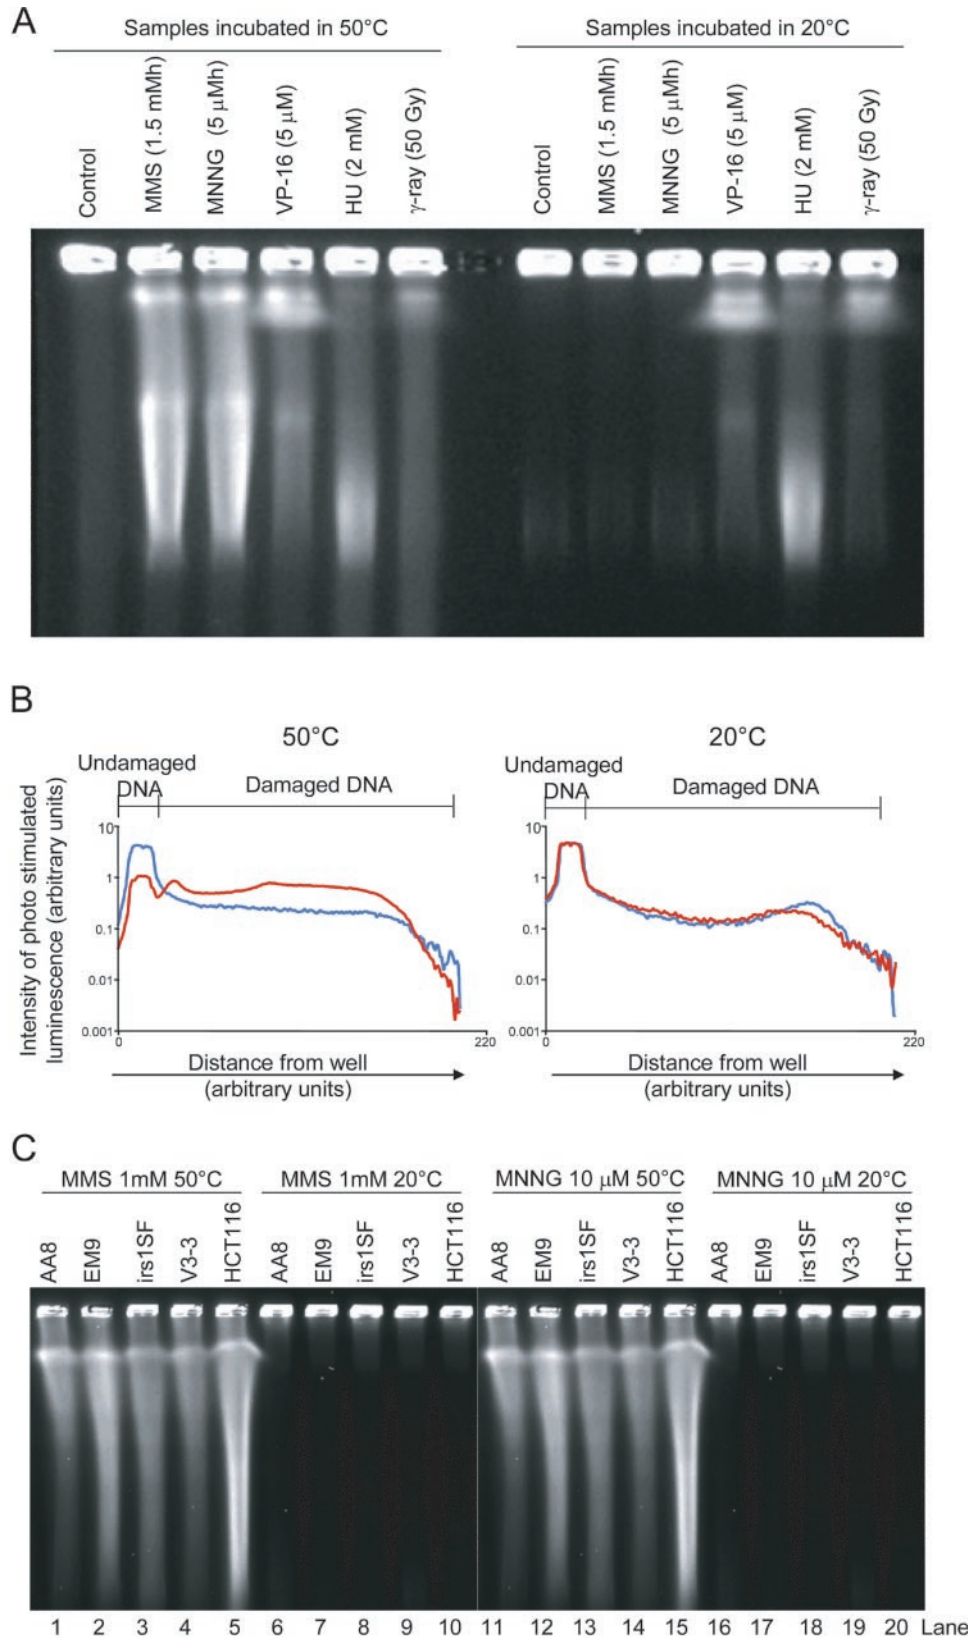 A
Samples incubated in 50°C
Samples incubated in 20°C
Control
MMS (1.5 mMh)
MNNG (5 μMh)
VP-16 (5 μM)
HU (2 mM)
γ-ray (50 Gy)
Control
MMS (1.5 mMh)
MNNG (5 μMh)
VP-16 (5 μM)
HU (2 mM)
γ-ray (50 Gy)
B
50°C
20°C
Undamaged
DNA
Damaged DNA
Undamaged
DNA
Damaged DNA
Intensity of photo stimulated
luminescence (arbitrary units)
10
1
0.1
0.01
0.001
0
220
Distance from well
(arbitrary units)
10
1
0.1
0.01
0.001
0
220
Distance from well
(arbitrary units)
C
MMS 1mM 50°C
MMS 1mM 20°C
MNNG 10 μM 50°C
MNNG 10 μM 20°C
AA8
EM9
irs1SF
V3-3
HCT116
AA8
EM9
irs1SF
V3-3
HCT116
AA8
EM9
irs1SF
V3-3
HCT116
AA8
EM9
irs1SF
V3-3
HCT116
1 2 3 4 5 6 7 8 9 10 11 12 13 14 15 16 17 18 19 20 Lane